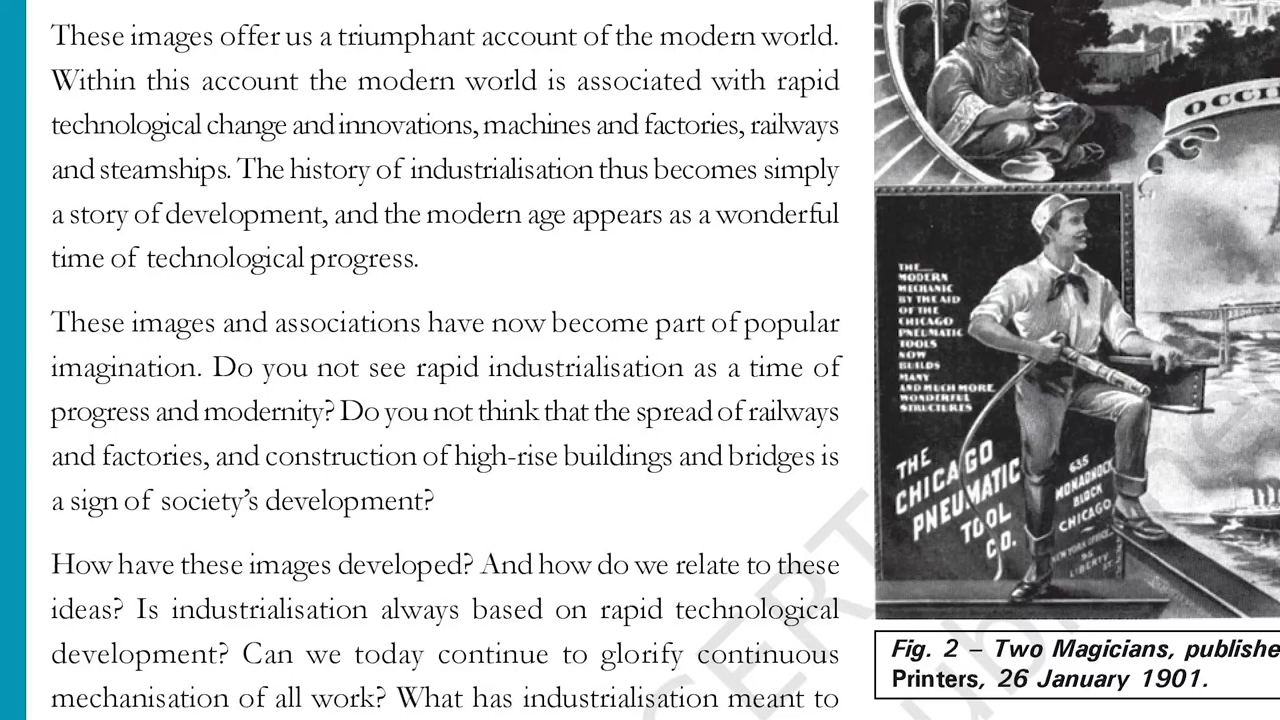 These images offer us a triumphant account of the modern world.
Within this account the modern world is associated with rapid
technological change and innovations, machines and factories, railways
and steamships. The history of industrialisation thus becomes simply
a story of development, and the modern age appears as a wonderful
time of technological progress.
These images and associations have now become part of popular
imagination. Do you not see rapid industrialisation as a time of
progress and modernity? Do you not think that the spread of railways
and factories, and construction of high-rise buildings and bridges is
a sign of society's development?
How have these images developed? And how do we relate to these
ideas? Is industrialisation always based on rapid technological
development? Can we today continue to glorify continuous
mechanisation of all work? What has industrialisation meant to
OCCI
THE
MODERN
MECHANIC
BY THE AID
OF THE
CHICAGO
PNEUMATIC
TOOLS
NOW
BUILDS
MANY
AND MUCH MORE
WONDERFUL
STRUCTURES
THE
CHICAGO
PNEUMATIC
TOOL
CO.
635
MONADNOCK
BLOCK
CHICAGO
NEW YORK OFFICE
95
LIBERTY
ST.
Fig. 2 – Two Magicians, publishe
Printers, 26 January 1901.